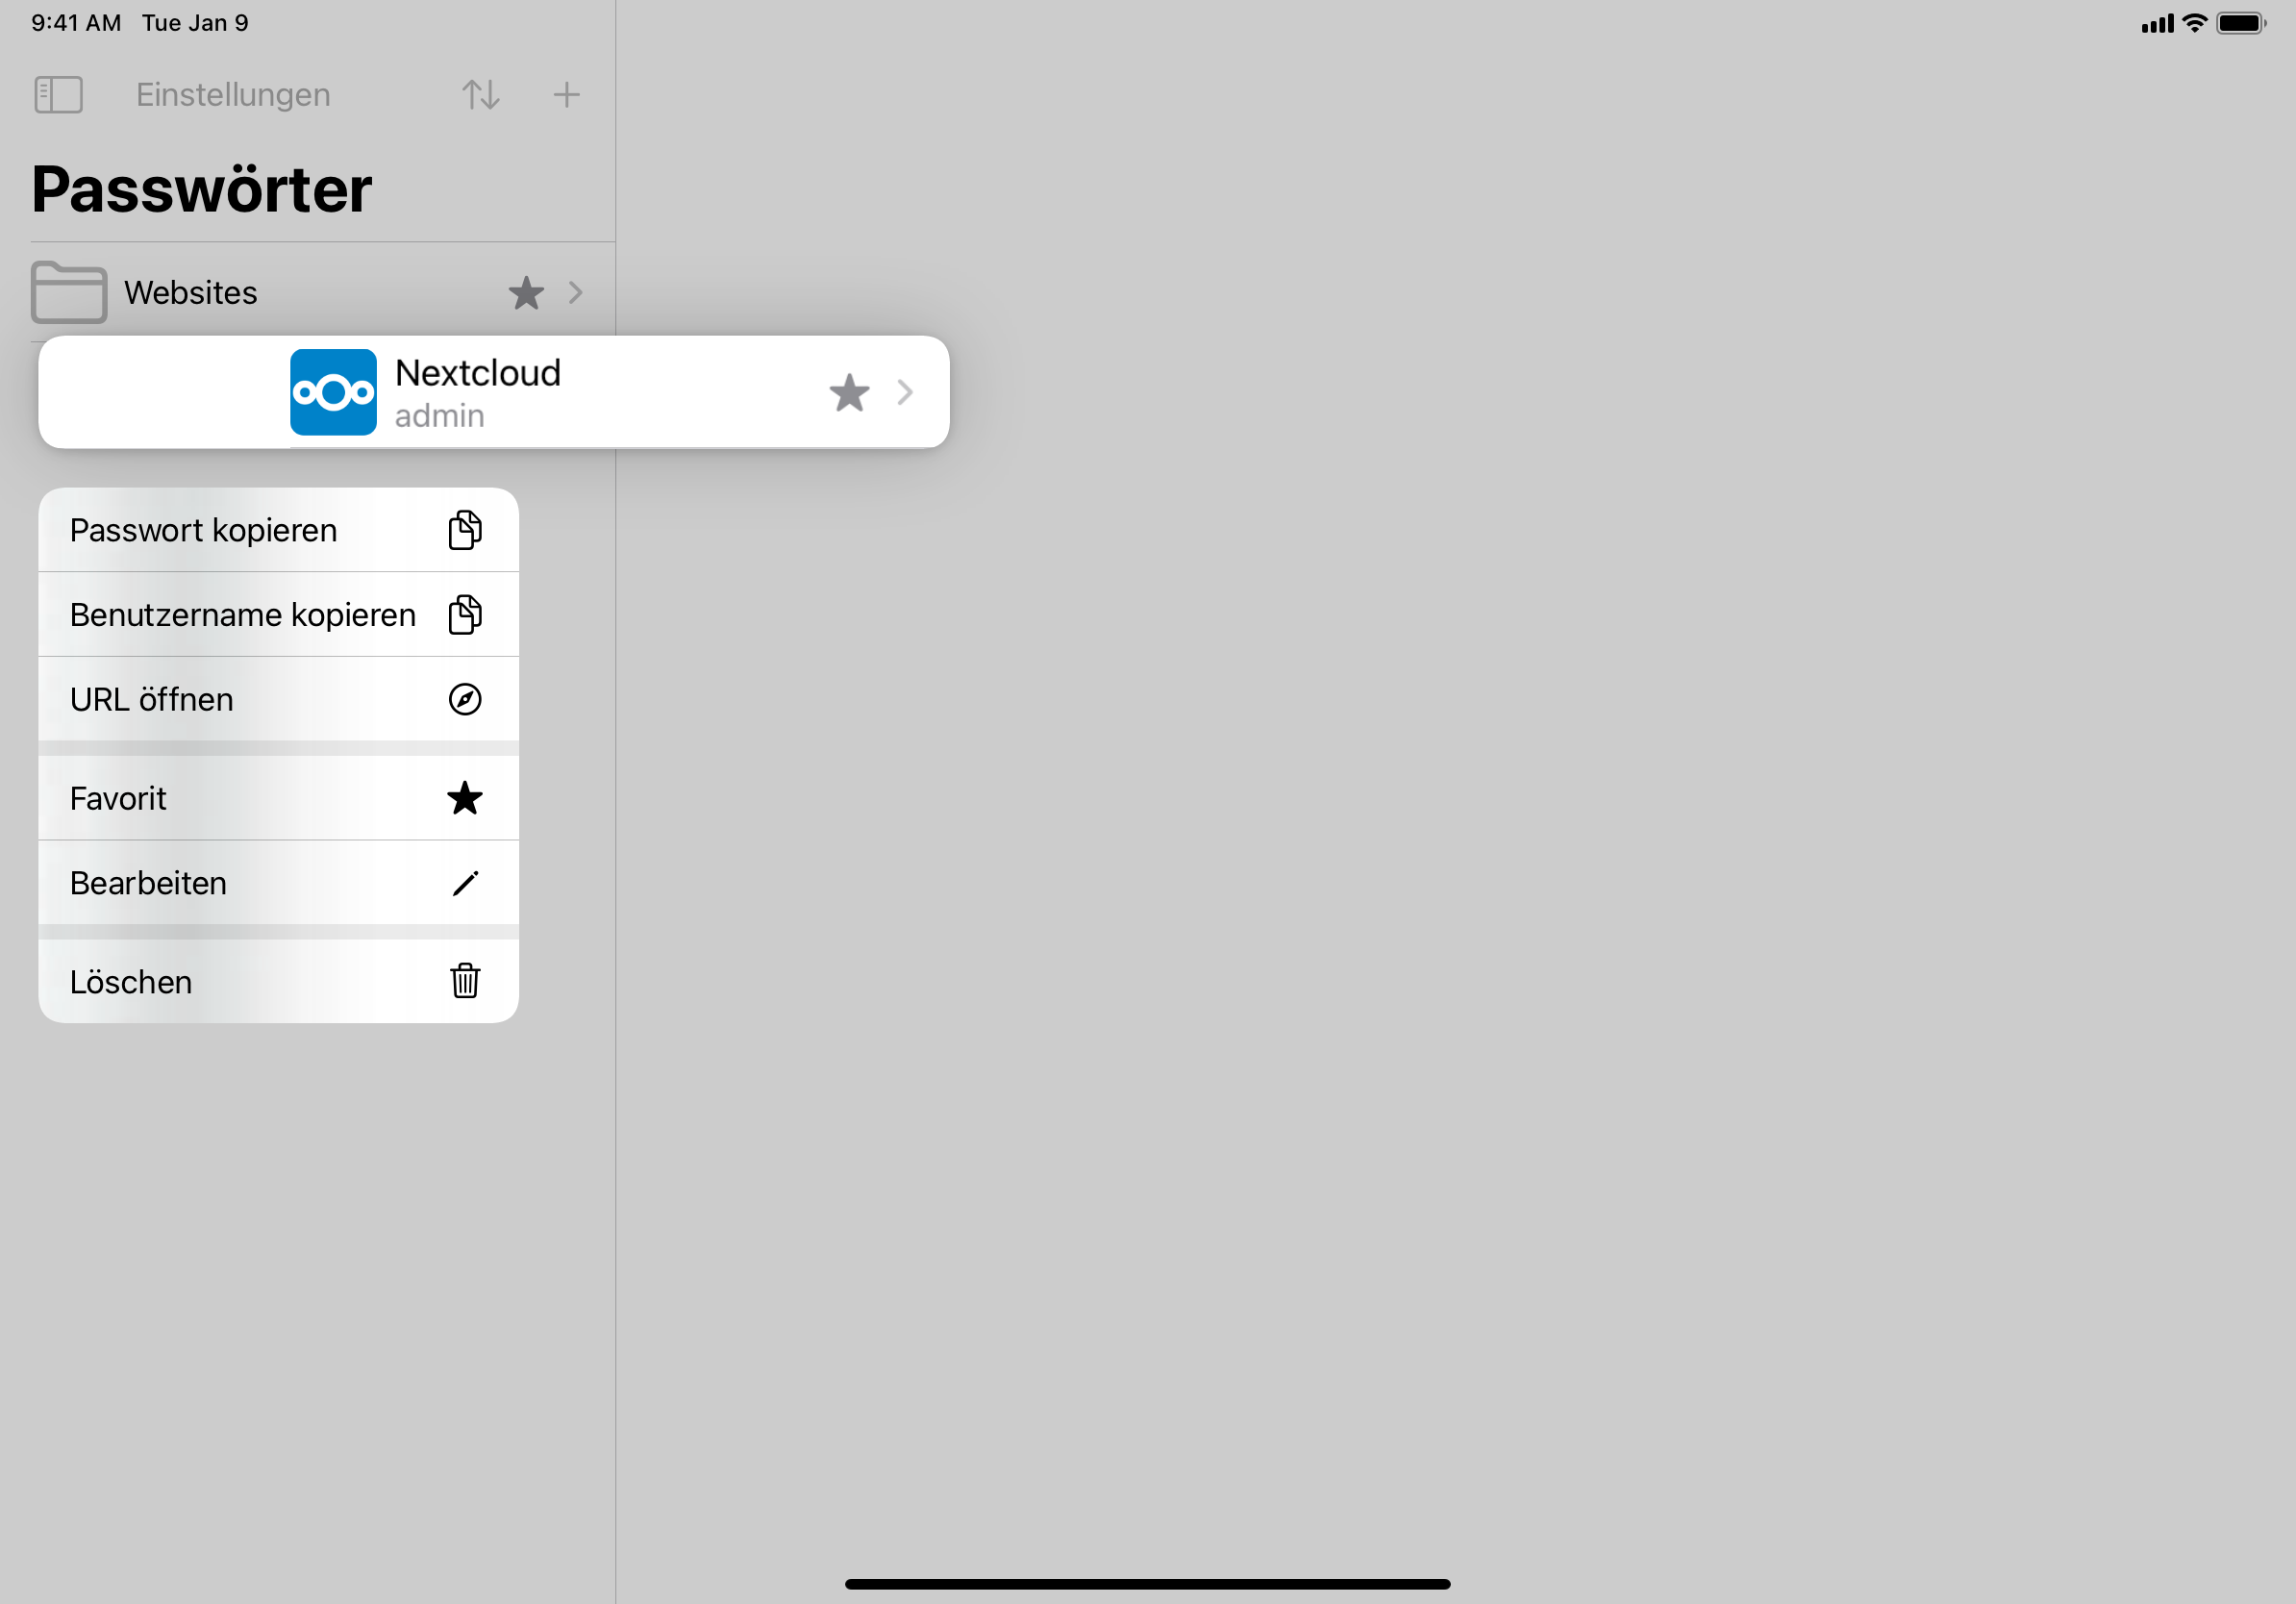 9:41 AM Tue Jan 9
Einstellungen
Passwörter
Websites
Nextcloud
admin
Passwort kopieren
Benutzername kopieren
URL öffnen
Favorit
Bearbeiten
Löschen